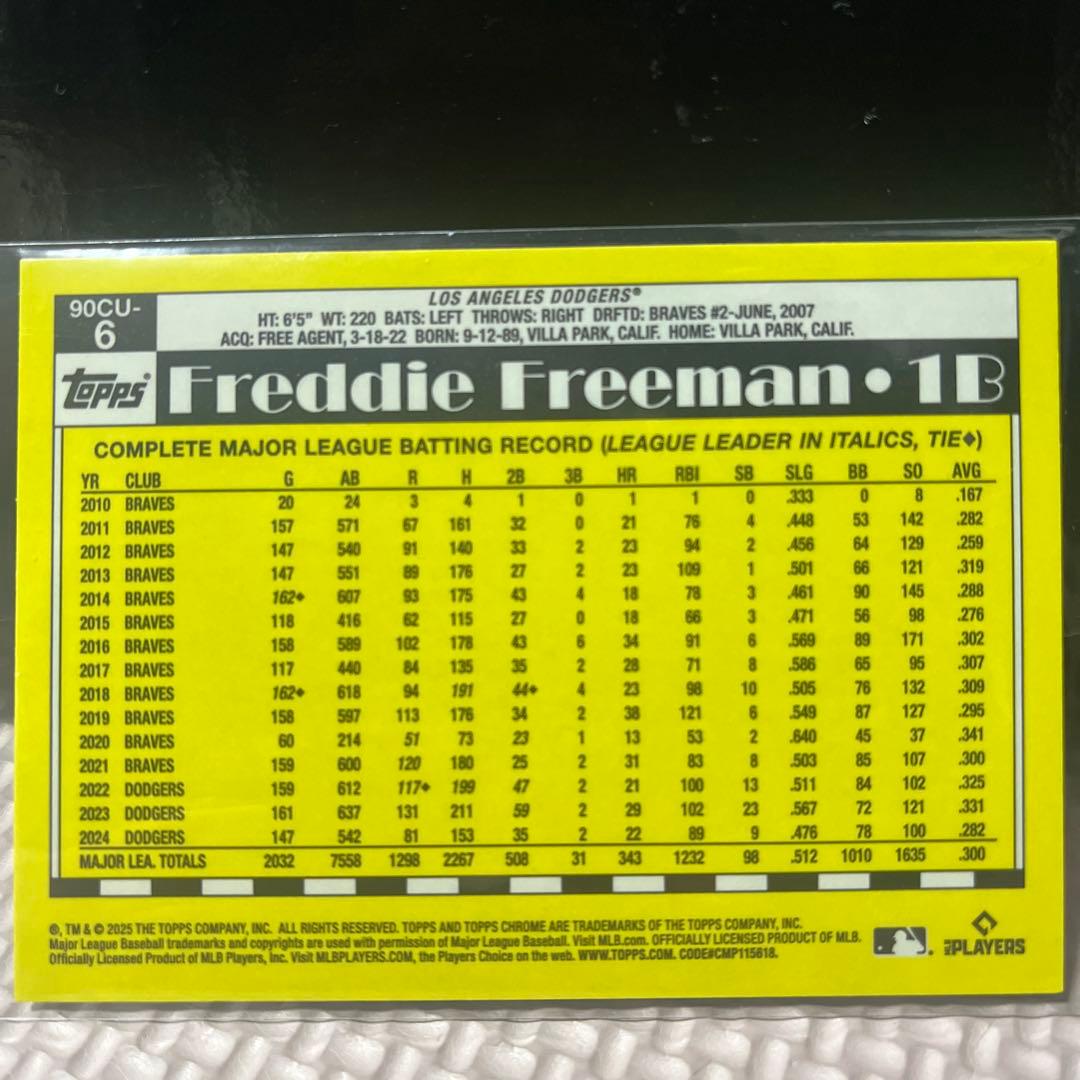 90CU-
6
LOS ANGELES DODGERS®
HT: 6'5" WT: 220 BATS: LEFT THROWS: RIGHT DRFTD: BRAVES #2-JUNE, 2007
ACQ: FREE AGENT, 3-18-22 BORN: 9-12-89, VILLA PARK, CALIF. HOME: VILLA PARK, CALIF.
topps® Freddie Freeman • 1B
COMPLETE MAJOR LEAGUE BATTING RECORD (LEAGUE LEADER IN ITALICS, TIE◆)
YR CLUB G AB R H 2B 3B HR RBI SB SLG BB SO AVG
2010 BRAVES 20 24 3 4 1 0 1 1 0 .333 0 8 .167
2011 BRAVES 157 571 67 161 32 0 21 76 4 .448 53 142 .282
2012 BRAVES 147 540 91 140 33 2 23 94 2 .456 64 129 .259
2013 BRAVES 147 551 89 176 27 2 23 109 1 .501 66 121 .319
2014 BRAVES 162◆ 607 93 175 43 4 18 78 3 .461 90 145 .288
2015 BRAVES 118 416 62 115 27 0 18 66 3 .471 56 98 .276
2016 BRAVES 158 589 102 178 43 6 34 91 6 .569 89 171 .302
2017 BRAVES 117 440 84 135 35 2 28 71 8 .586 65 95 .307
2018 BRAVES 162◆ 618 94 191 44◆ 4 23 98 10 .505 76 132 .309
2019 BRAVES 158 597 113 176 34 2 38 121 6 .549 87 127 .295
2020 BRAVES 60 214 51 73 23 1 13 53 2 .640 45 37 .341
2021 BRAVES 159 600 120 180 25 2 31 83 8 .503 85 107 .300
2022 DODGERS 159 612 117◆ 199 47 2 21 100 13 .511 84 102 .325
2023 DODGERS 161 637 131 211 59 2 29 102 23 .567 72 121 .331
2024 DODGERS 147 542 81 153 35 2 22 89 9 .476 78 100 .282
MAJOR LEA. TOTALS 2032 7558 1298 2267 508 31 343 1232 98 .512 1010 1635 .300
®, TM & © 2025 THE TOPPS COMPANY, INC. ALL RIGHTS RESERVED. TOPPS AND TOPPS CHROME ARE TRADEMARKS OF THE TOPPS COMPANY, INC.
Major League Baseball trademarks and copyrights are used with permission of Major League Baseball. Visit MLB.com. OFFICIALLY LICENSED PRODUCT OF MLB.
Officially Licensed Product of MLB Players, Inc. Visit MLBPLAYERS.COM, the Players Choice on the web. WWW.TOPPS.COM. CODE#CMP115618.
MLB PLAYERS